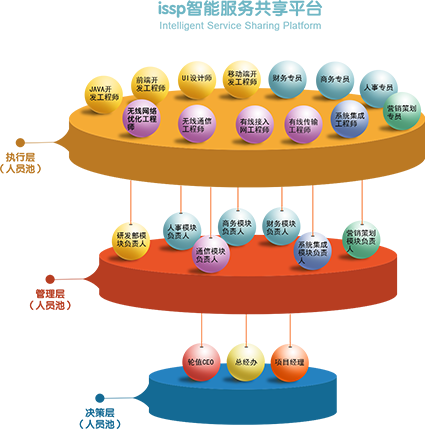 issp智能服务共享平台
Intelligent Service Sharing Platform
JAVA开
发工程师
前端开
发工程师
UI设计师
移动端开
发工程师
财务专员
商务专员
人事专员
营销策划
专员
无线网络
优化工程
师
无线通信
工程师
有线接入
网工程师
有线传输
工程师
系统集成
工程师
执行层
（人员池）
研发部模
块负责人
人事模块
负责人
通信模块
负责人
商务模块
负责人
财务模块
负责人
系统集成
模块负责
人
营销策划
模块负责
人
管理层
（人员池）
轮值CEO
总经办
项目经理
决策层
（人员池）